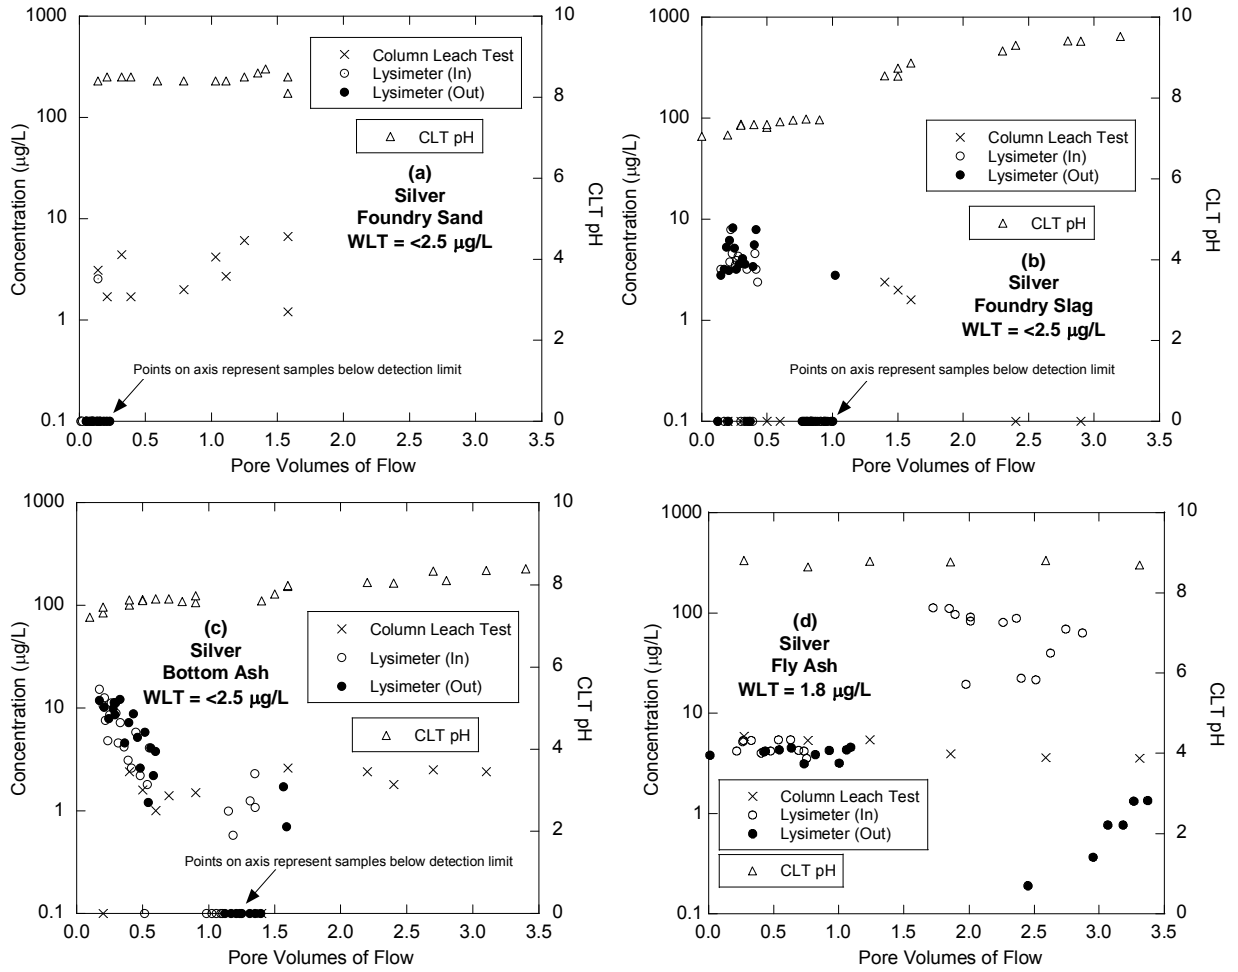 1000
100
10
1
0.1
Concentration (μg/L)
10
8
6
4
2
0
CLT pH
Column Leach Test
Lysimeter (In)
Lysimeter (Out)
CLT pH
(a)
Silver
Foundry Sand
WLT = <2.5 μg/L
Points on axis represent samples below detection limit
0.0 0.5 1.0 1.5 2.0 2.5 3.0 3.5
Pore Volumes of Flow
1000
100
10
1
0.1
Concentration (μg/L)
10
8
6
4
2
0
CLT pH
Column Leach Test
Lysimeter (In)
Lysimeter (Out)
CLT pH
(b)
Silver
Foundry Slag
WLT = <2.5 μg/L
Points on axis represent samples below detection limit
0.0 0.5 1.0 1.5 2.0 2.5 3.0 3.5
Pore Volumes of Flow
1000
100
10
1
0.1
Concentration (μg/L)
10
8
6
4
2
0
CLT pH
(c)
Silver
Bottom Ash
WLT = <2.5 μg/L
Column Leach Test
Lysimeter (In)
Lysimeter (Out)
CLT pH
Points on axis represent samples below detection limit
0.0 0.5 1.0 1.5 2.0 2.5 3.0 3.5
Pore Volumes of Flow
1000
100
10
1
0.1
Concentration (μg/L)
10
8
6
4
2
0
CLT pH
(d)
Silver
Fly Ash
WLT = 1.8 μg/L
Column Leach Test
Lysimeter (In)
Lysimeter (Out)
CLT pH
0.0 0.5 1.0 1.5 2.0 2.5 3.0 3.5
Pore Volumes of Flow